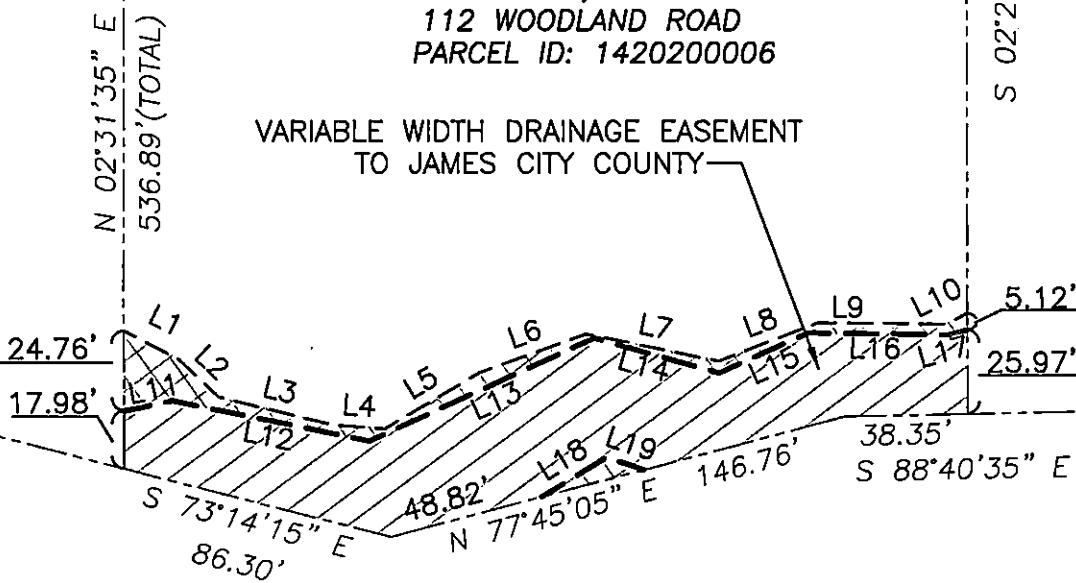 112 WOODLAND ROAD
PARCEL ID: 1420200006
N 02°31'35" E
536.89'(TOTAL)
S 02°2
VARIABLE WIDTH DRAINAGE EASEMENT
TO JAMES CITY COUNTY
L1
L2
L3
L4
L5
L6
L7
L8
L9
L10
5.12'
24.76'
L11
L12
L13
L14
L15
L16
L17
25.97'
17.98'
L18
L19
48.82'
146.76'
38.35'
S 73°14'15" E
86.30'
N 77°45'05" E
S 88°40'35" E